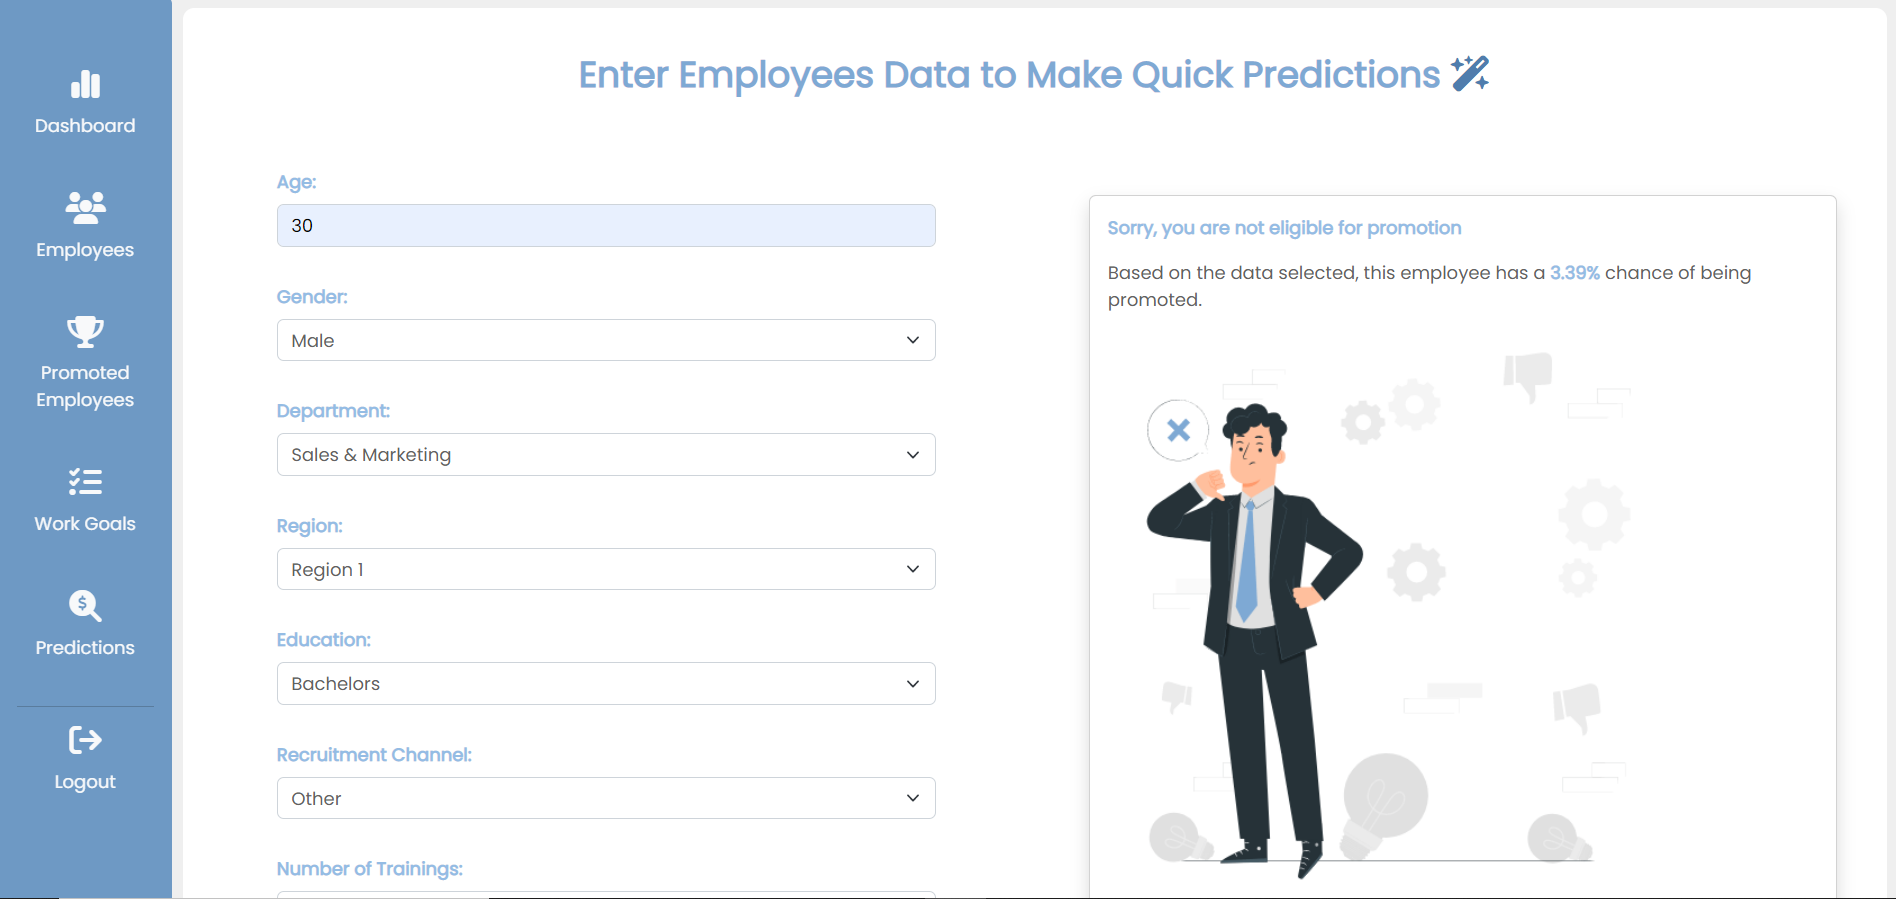 Dashboard
Employees
Promoted
Employees
Work Goals
Predictions
Logout
Enter Employees Data to Make Quick Predictions
Age:
30
Gender:
Male
Department:
Sales & Marketing
Region:
Region 1
Education:
Bachelors
Recruitment Channel:
Other
Number of Trainings:
Sorry, you are not eligible for promotion
Based on the data selected, this employee has a 3.39% chance of being
promoted.